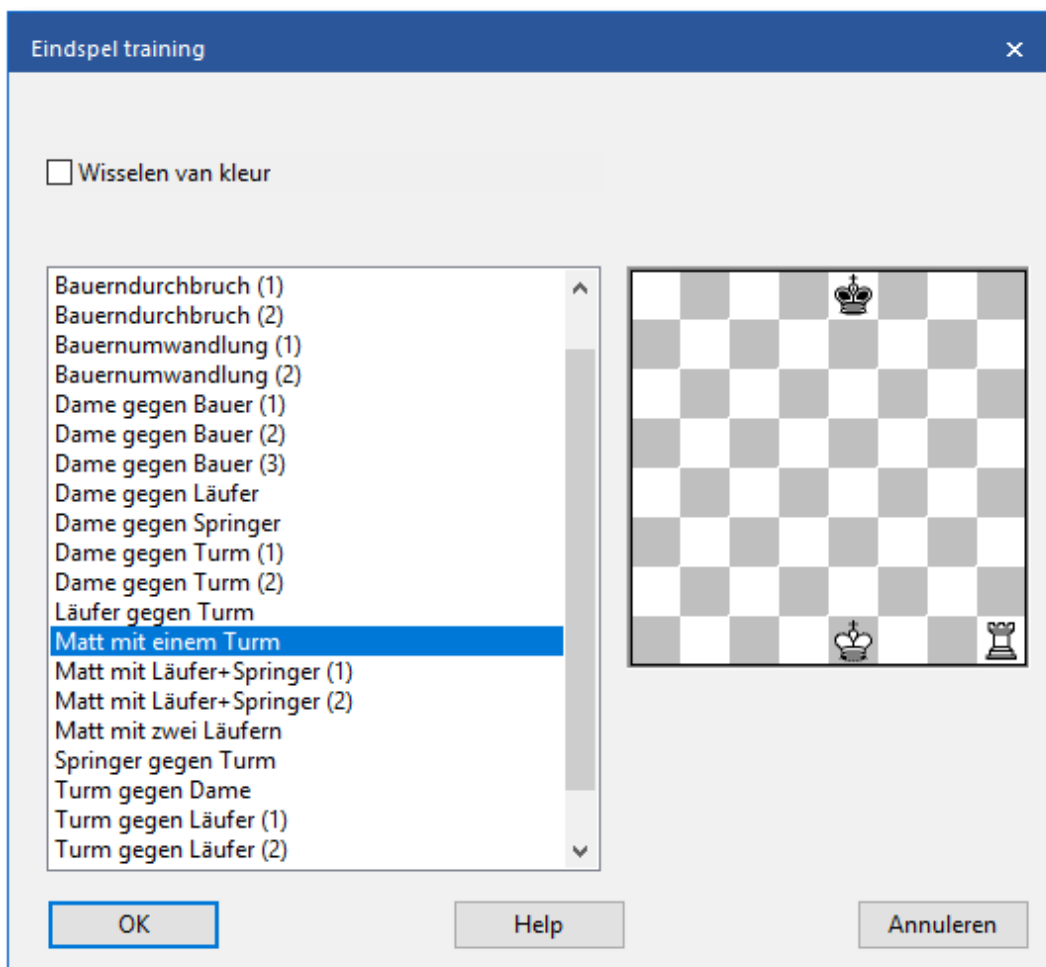 Eindspel training
Wisselen van kleur
Bauerndurchbruch (1)
Bauerndurchbruch (2)
Bauernumwandlung (1)
Bauernumwandlung (2)
Dame gegen Bauer (1)
Dame gegen Bauer (2)
Dame gegen Bauer (3)
Dame gegen Läufer
Dame gegen Springer
Dame gegen Turm (1)
Dame gegen Turm (2)
Läufer gegen Turm
Matt mit einem Turm
Matt mit Läufer+Springer (1)
Matt mit Läufer+Springer (2)
Matt mit zwei Läufern
Springer gegen Turm
Turm gegen Dame
Turm gegen Läufer (1)
Turm gegen Läufer (2)
OK Help Annuleren